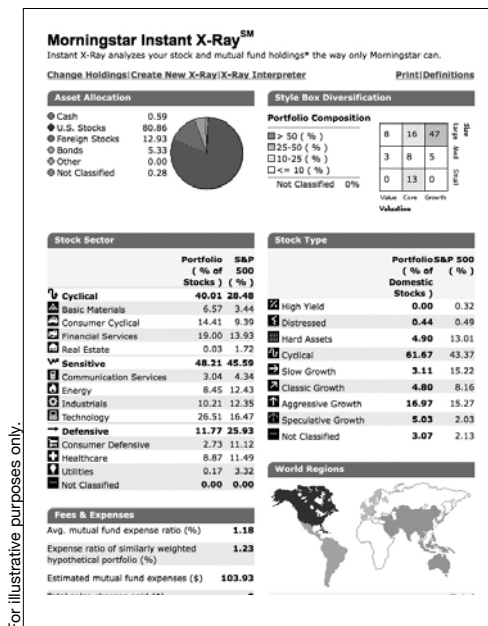 Morningstar Instant X-Ray℠
Instant X-Ray analyzes your stock and mutual fund holdings* the way only Morningstar can.
Change Holdings|Create New X-Ray|X-Ray Interpreter
Print|Definitions
Asset Allocation
Cash 0.59
U.S. Stocks 80.86
Foreign Stocks 12.93
Bonds 5.33
Other 0.00
Not Classified 0.28
Style Box Diversification
Portfolio Composition
> 50 ( % )
25-50 ( % )
10-25 ( % )
<= 10 ( % )
Not Classified 0%
8 16 47
3 8 5
0 13 0
Large Med Small
Size
Value Core Growth
Valuation
Stock Sector
Portfolio S&P
( % of 500
Stocks ) ( % )
Cyclical 40.01 28.48
Basic Materials 6.57 3.44
Consumer Cyclical 14.41 9.39
Financial Services 19.00 13.93
Real Estate 0.03 1.72
Sensitive 48.21 45.59
Communication Services 3.04 4.34
Energy 8.45 12.43
Industrials 10.21 12.35
Technology 26.51 16.47
Defensive 11.77 25.93
Consumer Defensive 2.73 11.12
Healthcare 8.87 11.49
Utilities 0.17 3.32
Not Classified 0.00 0.00
Stock Type
Portfolio S&P 500
( % of ( % )
Domestic
Stocks )
High Yield 0.00 0.32
Distressed 0.44 0.49
Hard Assets 4.90 13.01
Cyclical 61.67 43.37
Slow Growth 3.11 15.22
Classic Growth 4.80 8.16
Aggressive Growth 16.97 15.27
Speculative Growth 5.03 2.03
Not Classified 3.07 2.13
World Regions
Fees & Expenses
Avg. mutual fund expense ratio (%) 1.18
Expense ratio of similarly weighted 1.23
hypothetical portfolio (%)
Estimated mutual fund expenses ($) 103.93
For illustrative purposes only.